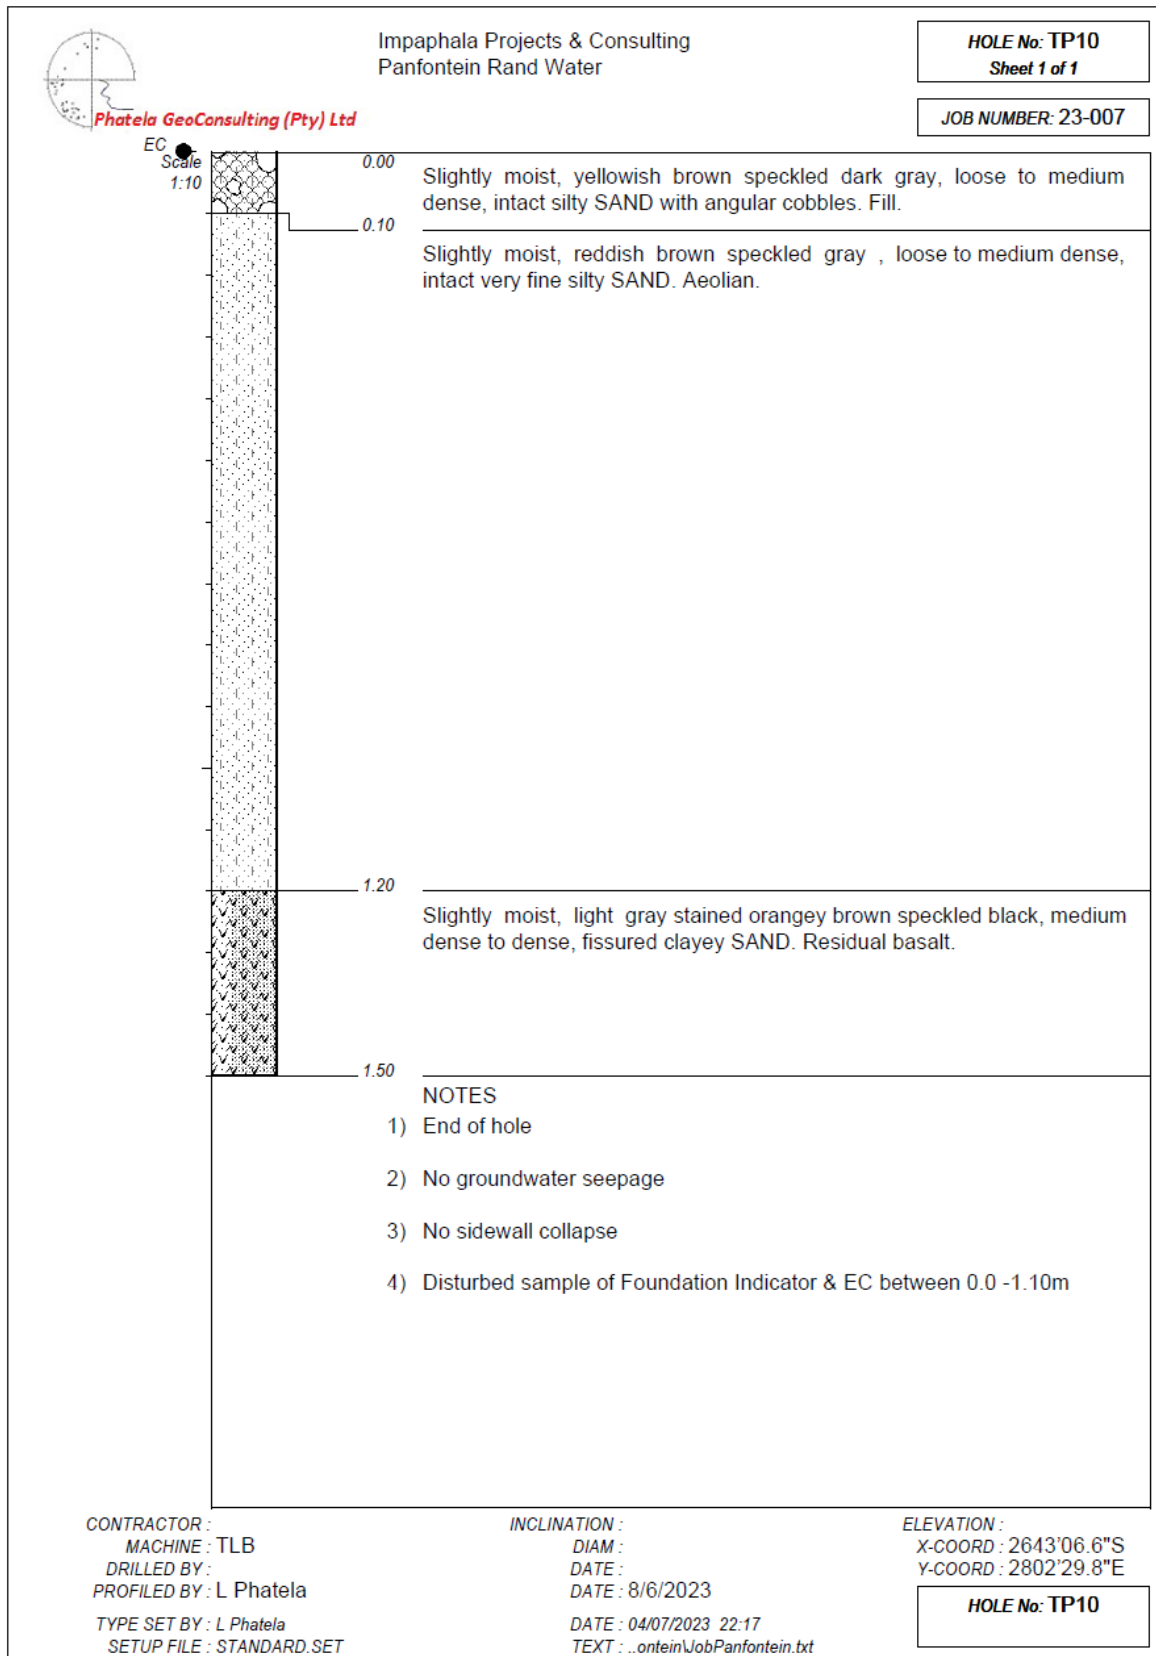 Impaphala Projects & Consulting
Panfontein Rand Water
HOLE No: TP10
Sheet 1 of 1
JOB NUMBER: 23-007
Phatela GeoConsulting (Pty) Ltd
EC
Scale
1:10
0.00
Slightly moist, yellowish brown speckled dark gray, loose to medium
dense, intact silty SAND with angular cobbles. Fill.
0.10
Slightly moist, reddish brown speckled gray , loose to medium dense,
intact very fine silty SAND. Aeolian.
1.20
Slightly moist, light gray stained orangey brown speckled black, medium
dense to dense, fissured clayey SAND. Residual basalt.
1.50
NOTES
1) End of hole
2) No groundwater seepage
3) No sidewall collapse
4) Disturbed sample of Foundation Indicator & EC between 0.0 -1.10m
CONTRACTOR :
MACHINE : TLB
DRILLED BY :
PROFILED BY : L Phatela
TYPE SET BY : L Phatela
SETUP FILE : STANDARD.SET
INCLINATION :
DIAM :
DATE :
DATE : 8/6/2023
DATE : 04/07/2023 22:17
TEXT : ..ontein\JobPanfontein.txt
ELEVATION :
X-COORD : 2643'06.6"S
Y-COORD : 2802'29.8"E
HOLE No: TP10